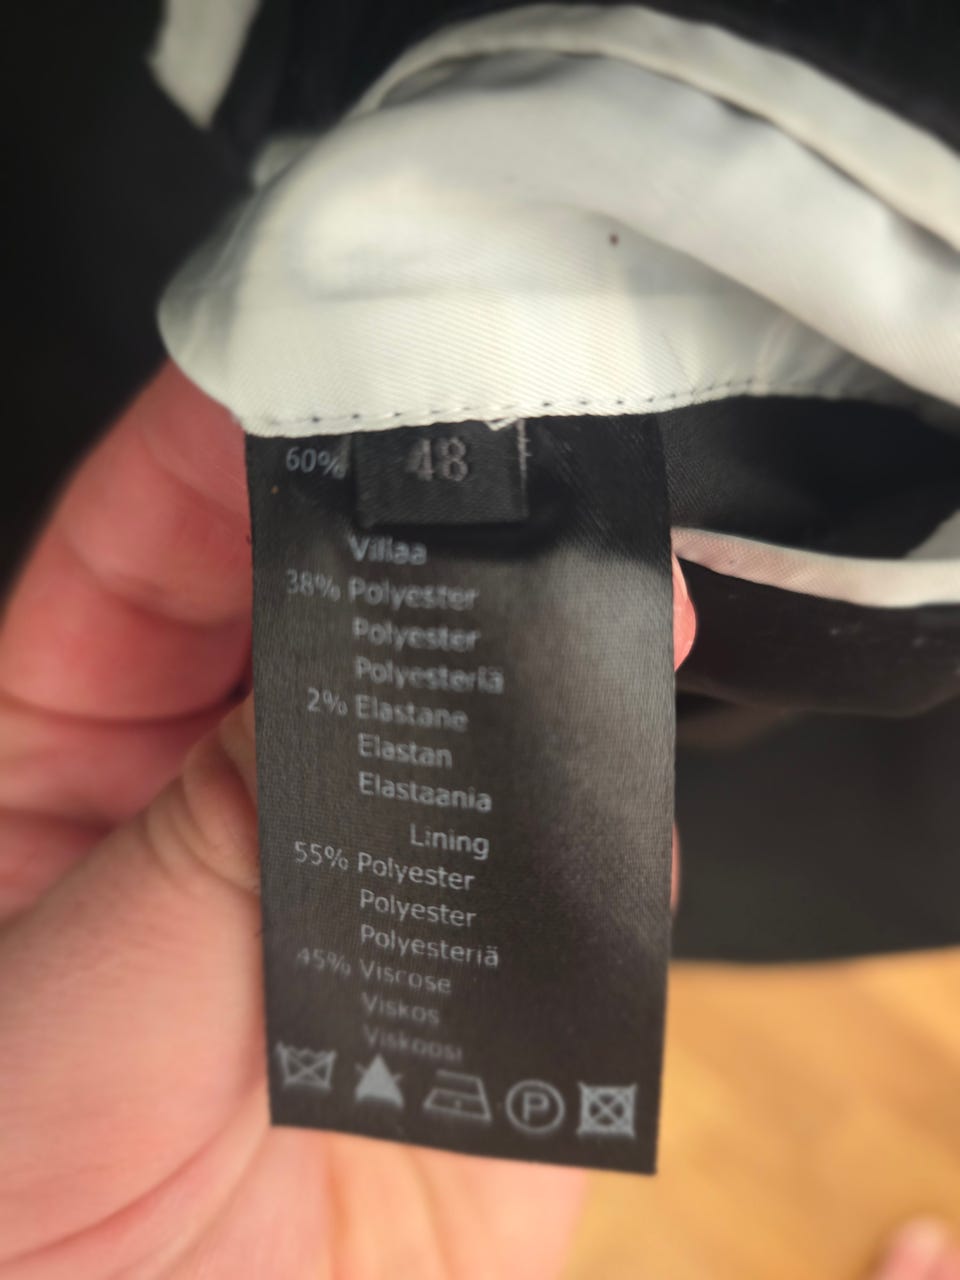 60%
48
Villaa
38% Polyester
Polyester
Polyesteriä
2% Elastane
Elastan
Elastaania
Lining
55% Polyester
Polyester
Polyesteriä
45% Viscose
Viskos
Viskoosi
P